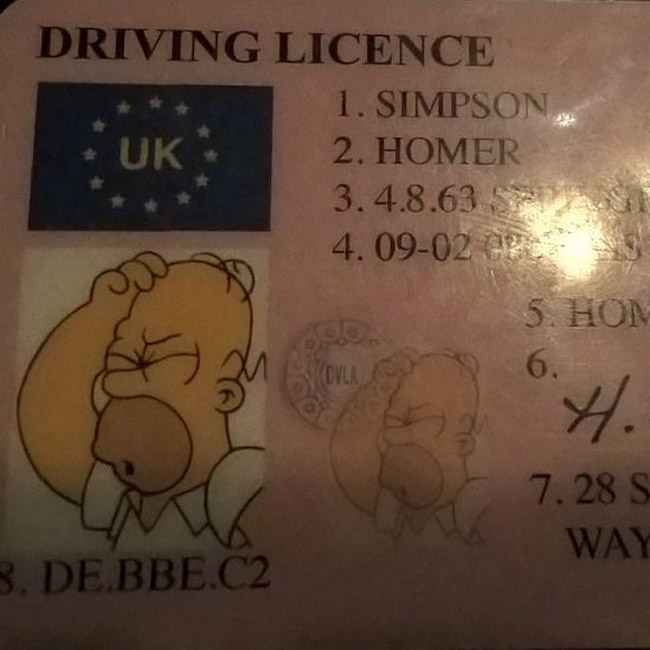 DRIVING LICENCE
UK
1. SIMPSON
2. HOMER
3. 4.8.63
4. 09-02
5. HOM
6.
H.
DVLA
7. 28 S
WAY
8. DE.BBE.C2